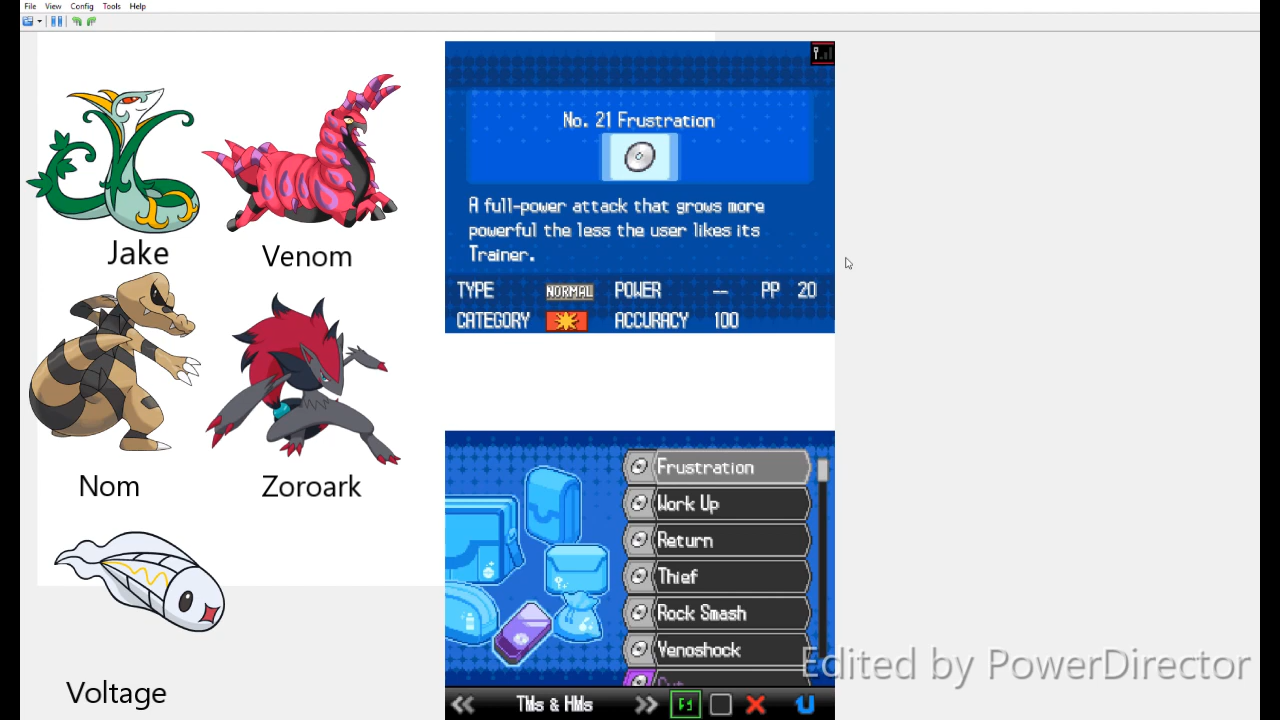 File View Config Tools Help
Jake
Venom
Nom
Zoroark
Voltage
No. 21 Frustration
A full-power attack that grows more
powerful the less the user likes its
Trainer.
TYPE NORMAL POWER -- PP 20
CATEGORY ACCURACY 100
Frustration
Work Up
Return
Thief
Rock Smash
Venoshock
Cut
TMs & HMs
Edited by PowerDirector